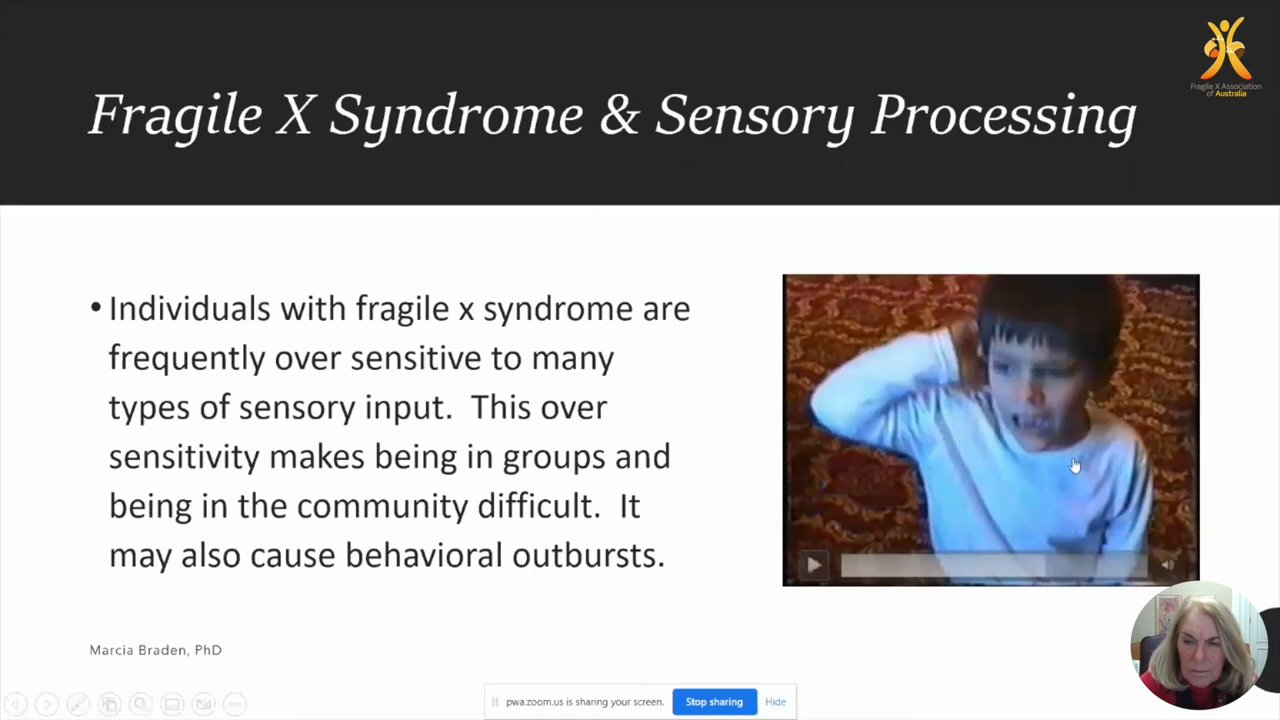 Fragile X Association
of Australia
Fragile X Syndrome & Sensory Processing
• Individuals with fragile x syndrome are
frequently over sensitive to many
types of sensory input. This over
sensitivity makes being in groups and
being in the community difficult. It
may also cause behavioral outbursts.
Marcia Braden, PhD
pwa.zoom.us is sharing your screen.
Stop sharing
Hide